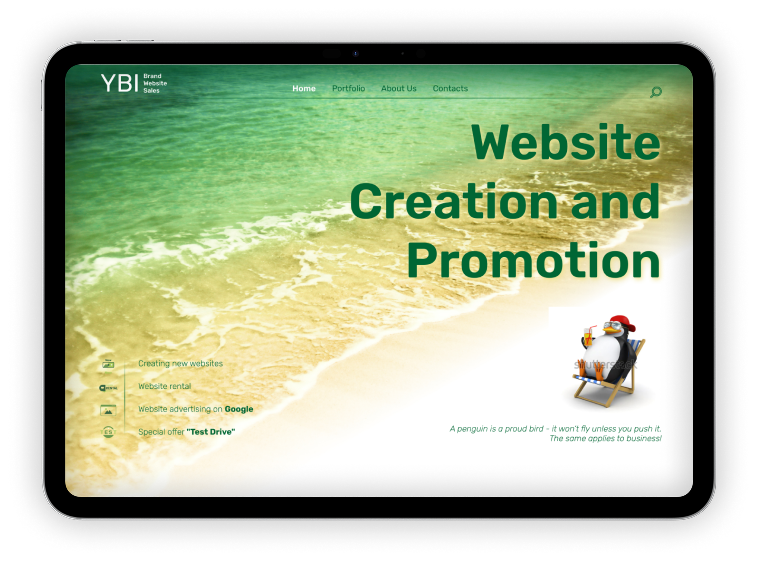 YBI
Brand
Website
Sales
Home Portfolio About Us Contacts
Website
Creation and
Promotion
Creating new websites
Website rental
Website advertising on Google
Special offer "Test Drive"
A penguin is a proud bird - it won't fly unless you push it.
The same applies to business!